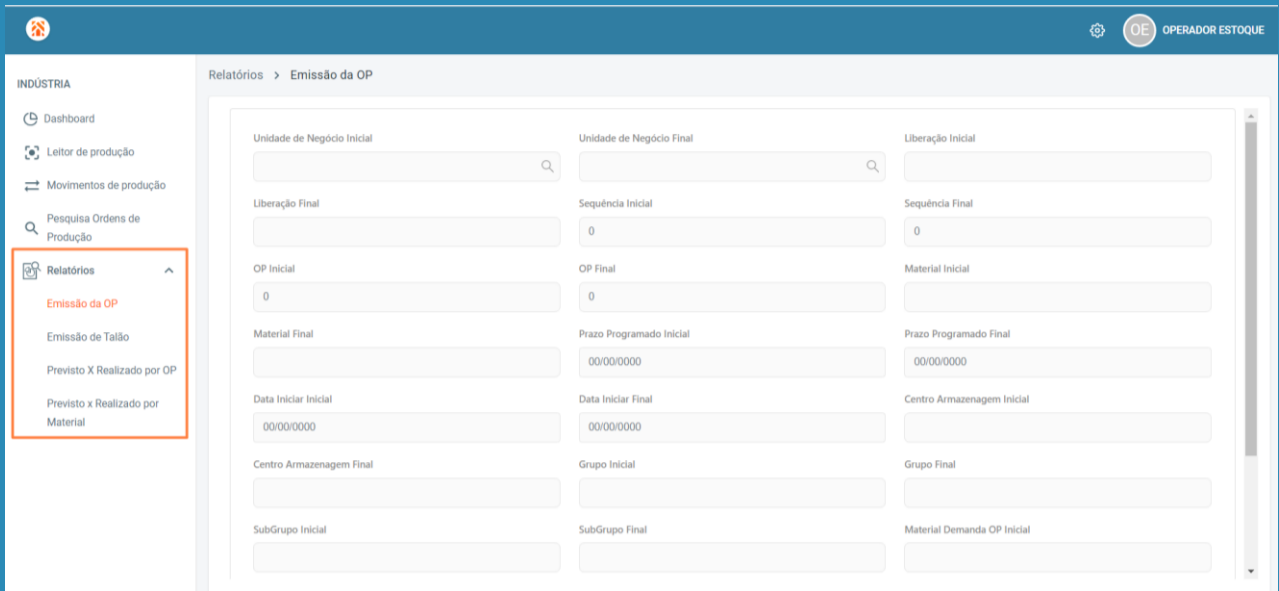 OE OPERADOR ESTOQUE
INDÚSTRIA
Dashboard
Leitor de produção
Movimentos de produção
Pesquisa Ordens de
Produção
Relatórios
Emissão da OP
Emissão de Talão
Previsto X Realizado por OP
Previsto x Realizado por
Material
Relatórios > Emissão da OP
Unidade de Negócio Inicial Unidade de Negócio Final Liberação Inicial
Liberação Final Sequência Inicial Sequência Final
0 0
OP Inicial OP Final Material Inicial
0 0
Material Final Prazo Programado Inicial Prazo Programado Final
00/00/0000 00/00/0000
Data Iniciar Inicial Data Iniciar Final Centro Armazenagem Inicial
00/00/0000 00/00/0000
Centro Armazenagem Final Grupo Inicial Grupo Final
SubGrupo Inicial SubGrupo Final Material Demanda OP Inicial